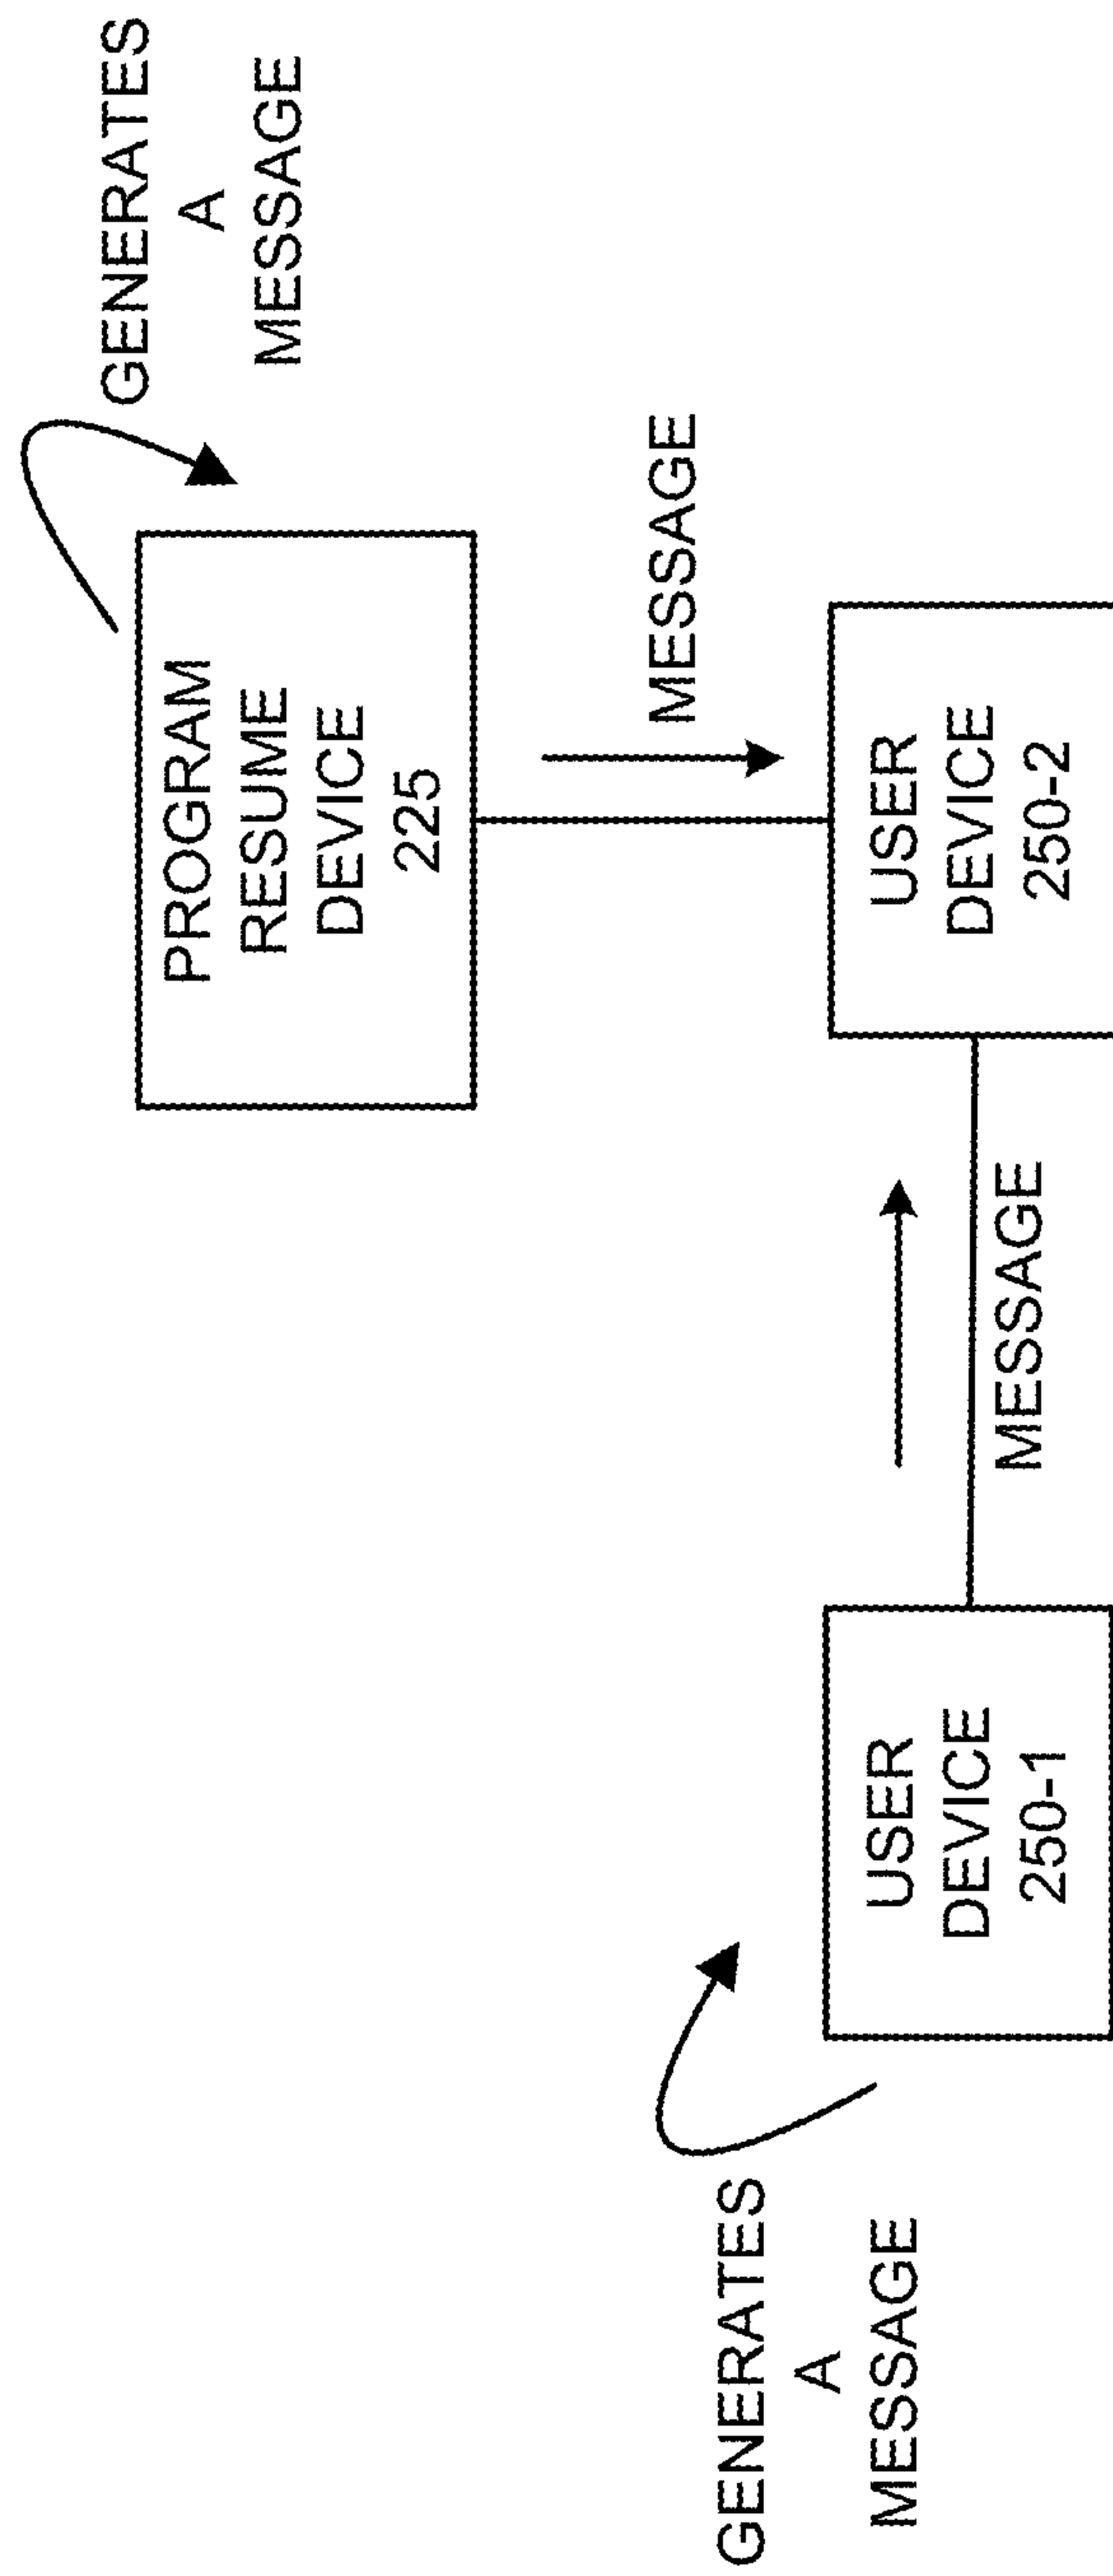 GENERATES
A
MESSAGE
PROGRAM
RESUME
DEVICE
225
MESSAGE
GENERATES
A
MESSAGE
USER
DEVICE
250-1
MESSAGE
USER
DEVICE
250-2